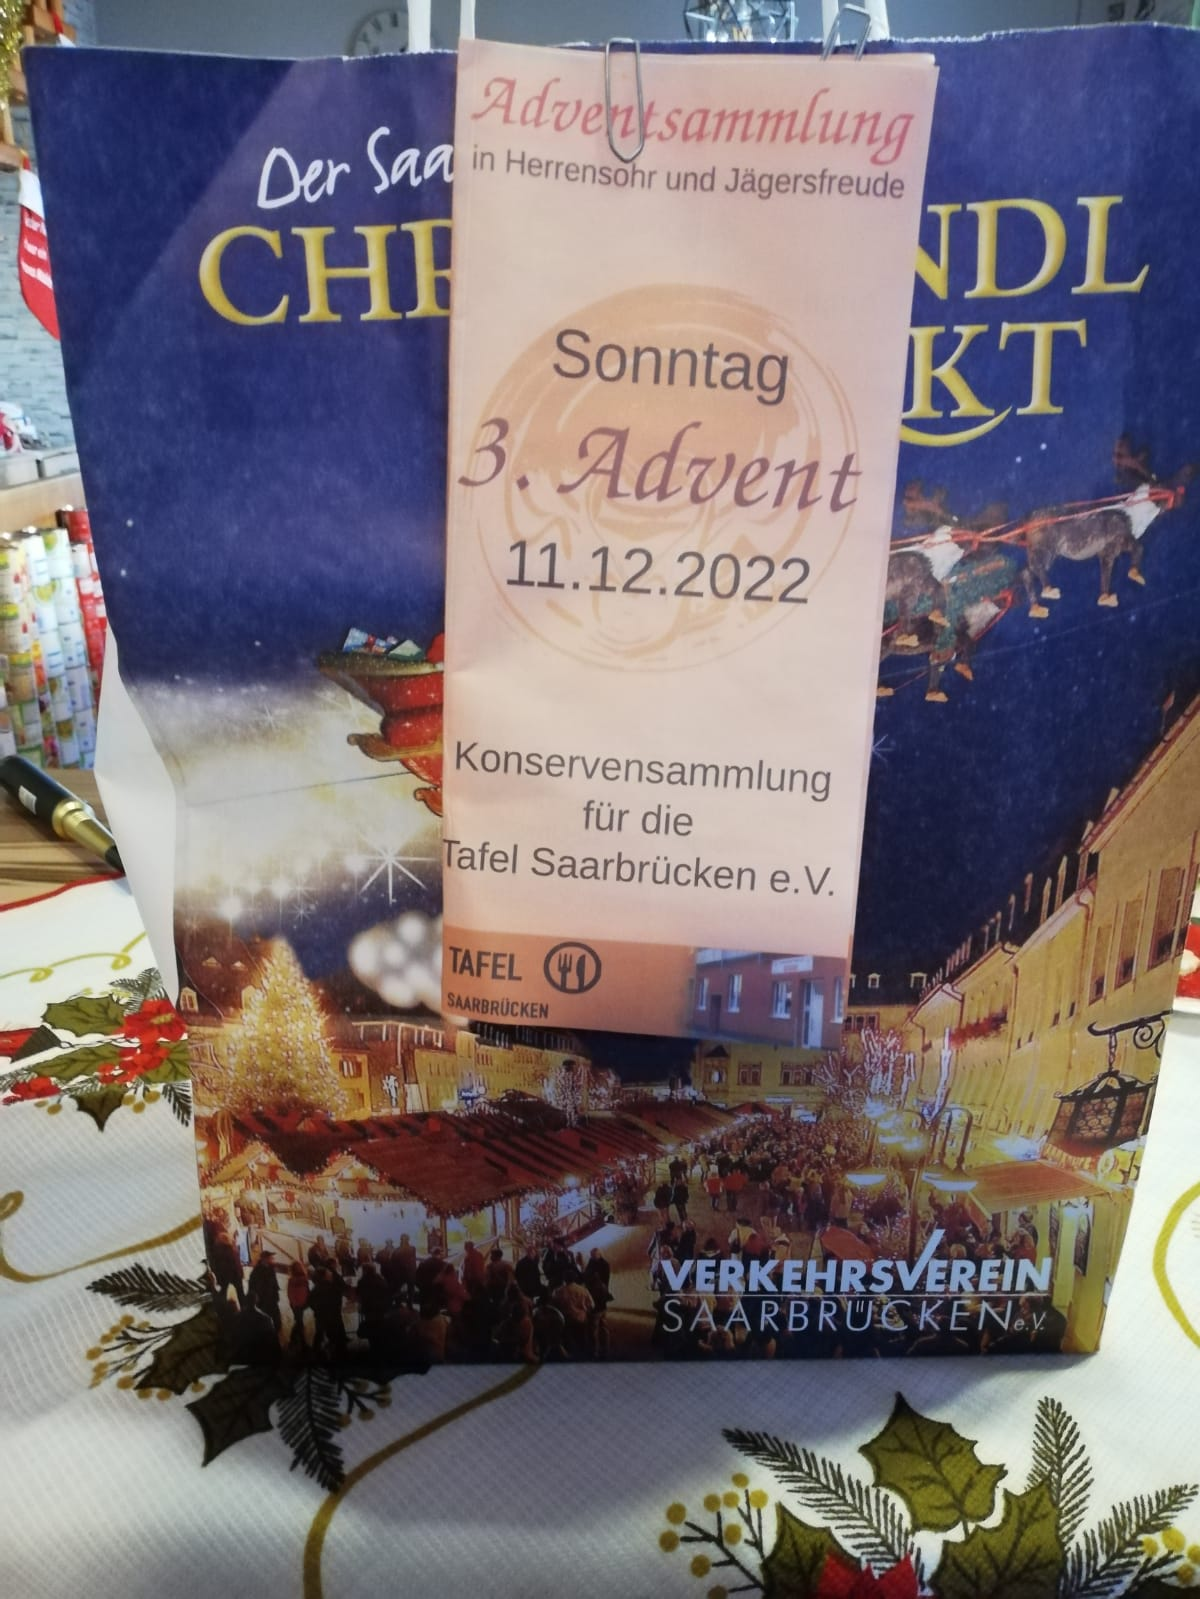 Der Saa
CHR
NDL
KT
Adventsammlung
in Herrensohr und Jägersfreude
Sonntag
3. Advent
11.12.2022
Konservensammlung
für die
Tafel Saarbrücken e.V.
TAFEL
SAARBRÜCKEN
VERKEHRSVEREIN
SAARBRÜCKEN e.V.